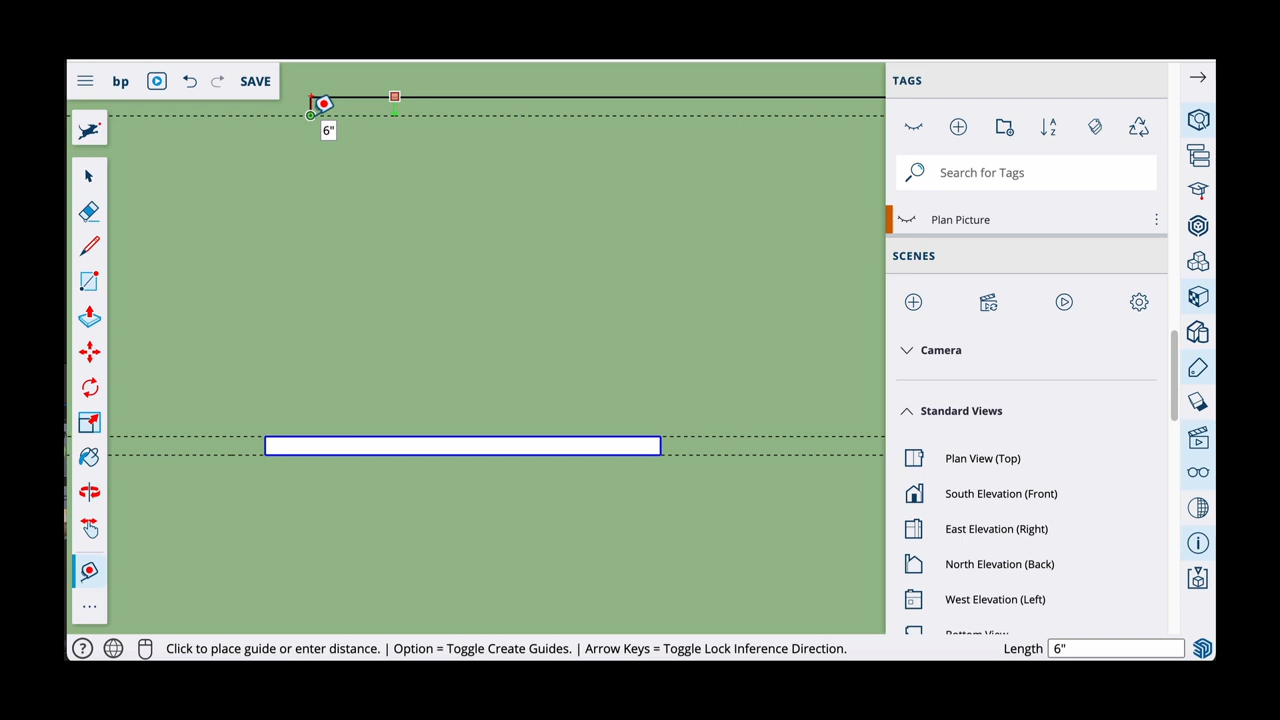 bp
SAVE
6"
TAGS
A
Z
Search for Tags
Plan Picture
SCENES
Camera
Standard Views
Plan View (Top)
South Elevation (Front)
East Elevation (Right)
North Elevation (Back)
West Elevation (Left)
Bottom View
Click to place guide or enter distance. | Option = Toggle Create Guides. | Arrow Keys = Toggle Lock Inference Direction.
Length 6"